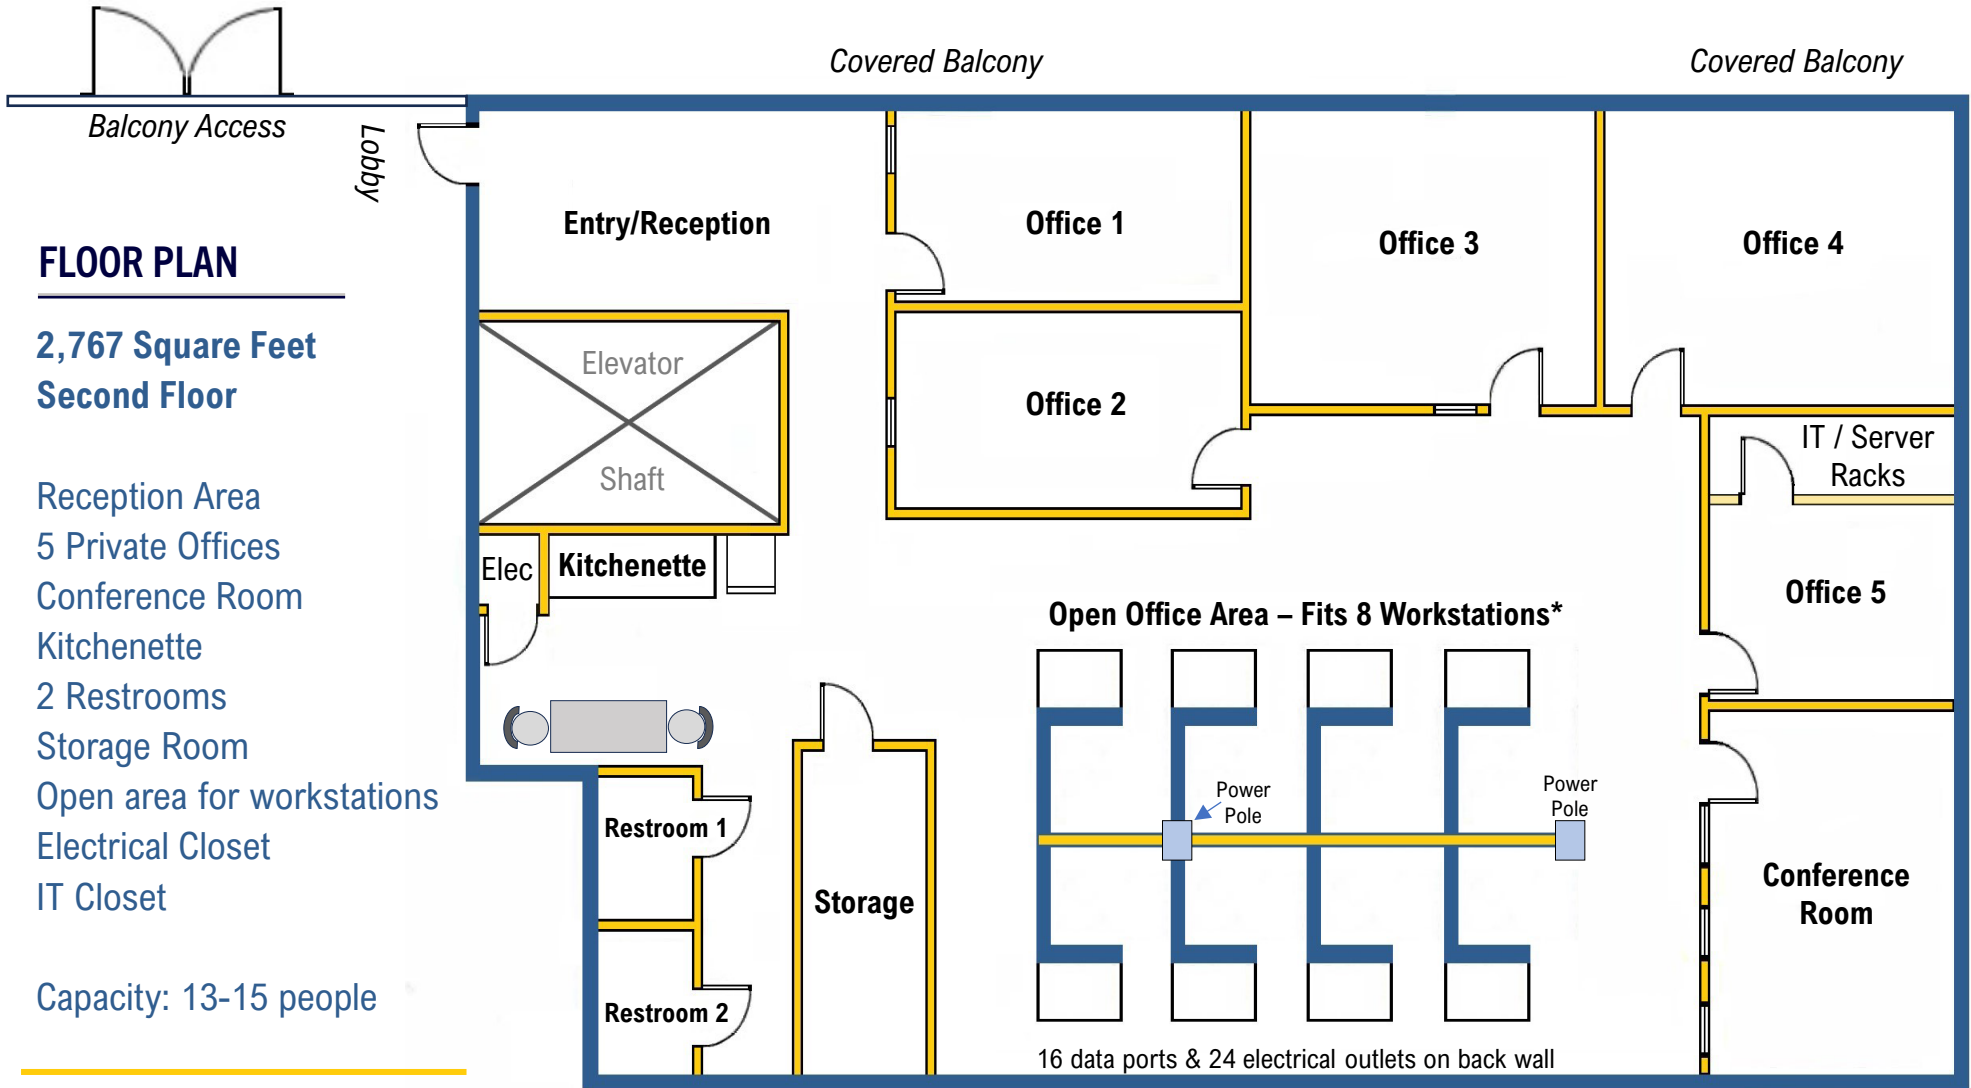 Covered Balcony
Covered Balcony
Balcony Access
Lobby
FLOOR PLAN
2,767 Square Feet
Second Floor
Reception Area
5 Private Offices
Conference Room
Kitchenette
2 Restrooms
Storage Room
Open area for workstations
Electrical Closet
IT Closet
Capacity: 13-15 people
Entry/Reception
Office 1
Office 3
Office 4
Elevator
Shaft
Office 2
IT / Server
Racks
Elec
Kitchenette
Office 5
Open Office Area – Fits 8 Workstations*
Power
Pole
Power
Pole
Restroom 1
Storage
Conference
Room
Restroom 2
16 data ports & 24 electrical outlets on back wall